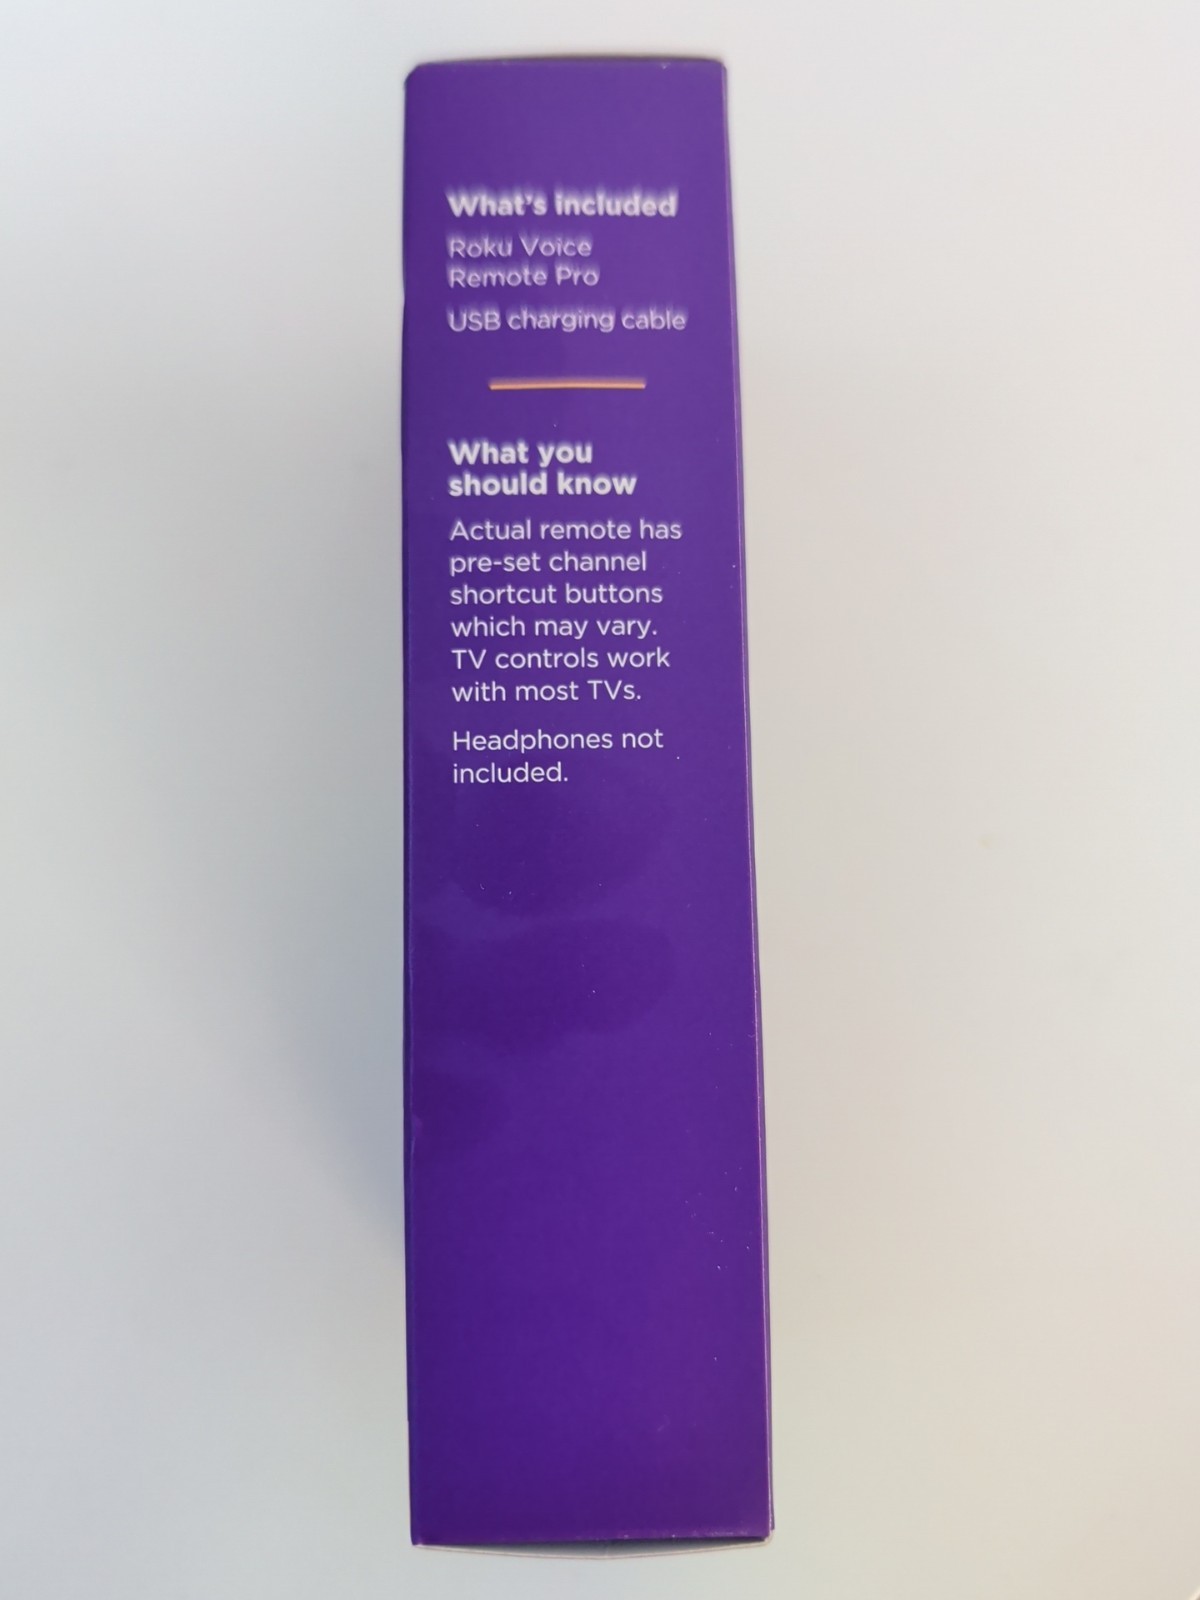 What's included
Roku Voice
Remote Pro
USB charging cable
What you
should know
Actual remote has
pre-set channel
shortcut buttons
which may vary.
TV controls work
with most TVs.
Headphones not
included.